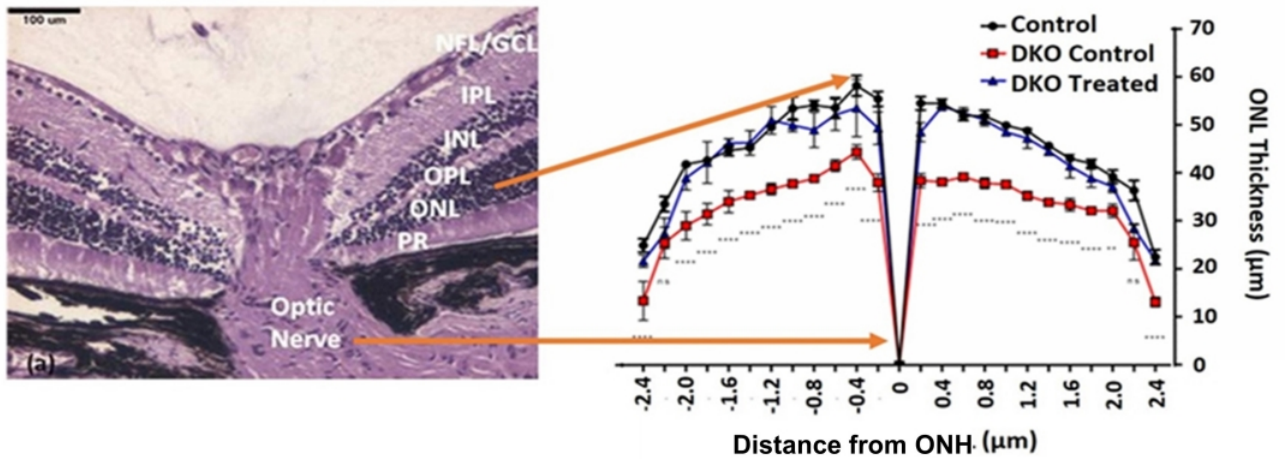 100 um
NFL/GCL
IPL
INL
OPL
ONL
PR
Optic
Nerve
(a)
Control
DKO Control
DKO Treated
70
60
50
40
30
20
10
0
ONL Thickness (μm)
**** ns **** **** **** **** **** **** **** **** **** ****
**** **** **** **** **** **** **** **** **** **** ns ****
-2.4 -2.0 -1.6 -1.2 -0.8 -0.4 0 0.4 0.8 1.2 1.6 2.0 2.4
Distance from ONH. (μm)